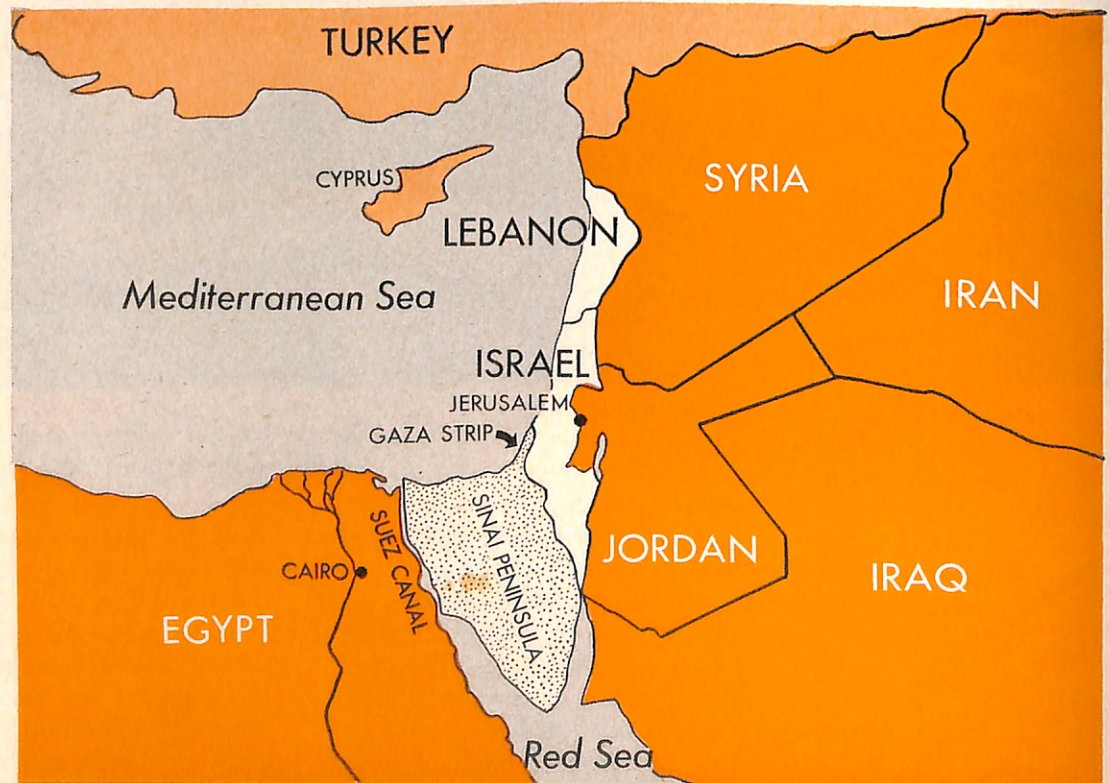 TURKEY
CYPRUS
SYRIA
LEBANON
Mediterranean Sea
IRAN
ISRAEL
JERUSALEM
GAZA STRIP
SINAI PENINSULA
SUEZ CANAL
JORDAN
CAIRO
IRAQ
EGYPT
Red Sea